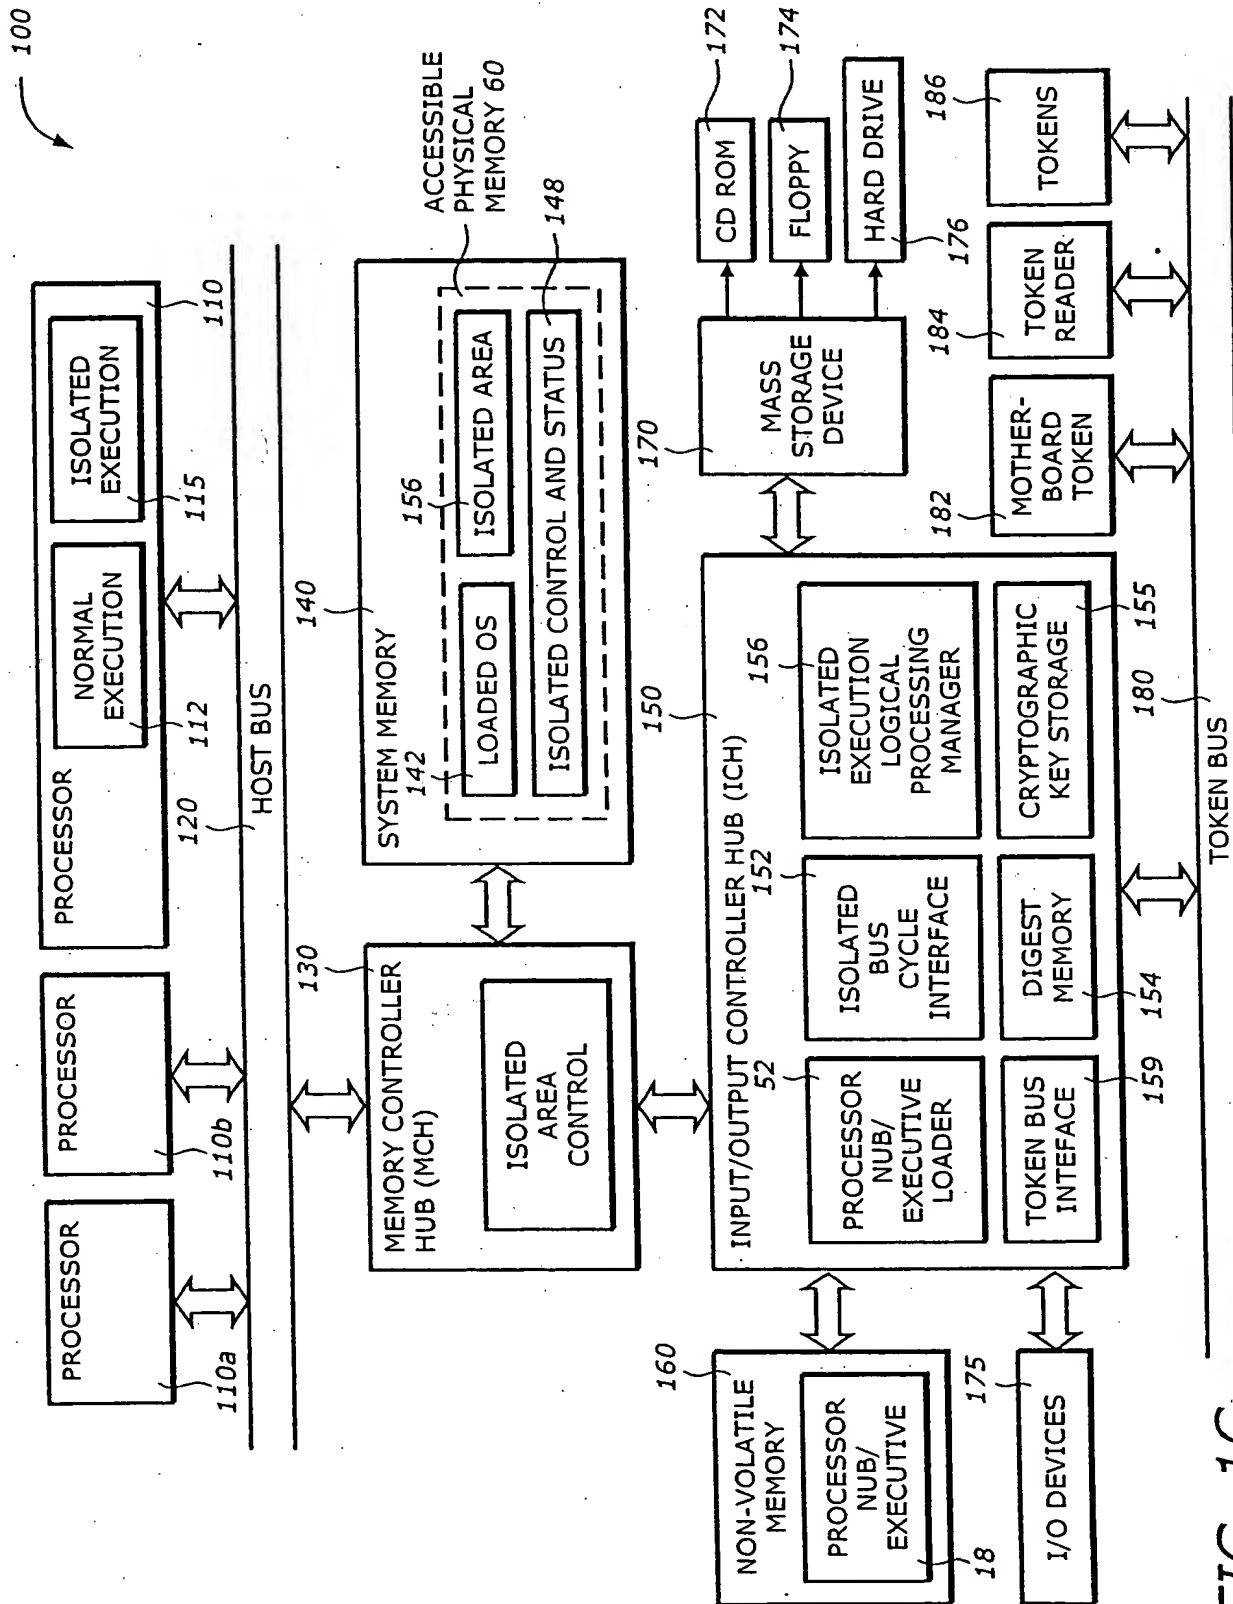 100
PROCESSOR
110a
PROCESSOR
110b
PROCESSOR
NORMAL
EXECUTION
112
ISOLATED
EXECUTION
115
110
120
HOST BUS
MEMORY CONTROLLER
HUB (MCH)
130
ISOLATED
AREA
CONTROL
140
SYSTEM MEMORY
142
LOADED OS
156
ISOLATED AREA
ISOLATED CONTROL AND STATUS
148
ACCESSIBLE
PHYSICAL
MEMORY 60
160
NON-VOLATILE
MEMORY
PROCESSOR
NUB/
EXECUTIVE
18
175
I/O DEVICES
150
INPUT/OUTPUT CONTROLLER HUB (ICH)
52
PROCESSOR
NUB/
EXECUTIVE
LOADER
152
ISOLATED
BUS
CYCLE
INTERFACE
156
ISOLATED
EXECUTION
LOGICAL
PROCESSING
MANAGER
TOKEN BUS
INTEFACE
159
DIGEST
MEMORY
154
CRYPTOGRAPHIC
KEY STORAGE
155
170
MASS
STORAGE
DEVICE
CD ROM
172
FLOPPY
174
HARD DRIVE
176
180
TOKEN BUS
182
MOTHER-
BOARD
TOKEN
184
TOKEN
READER
186
TOKENS
FIG. 1C